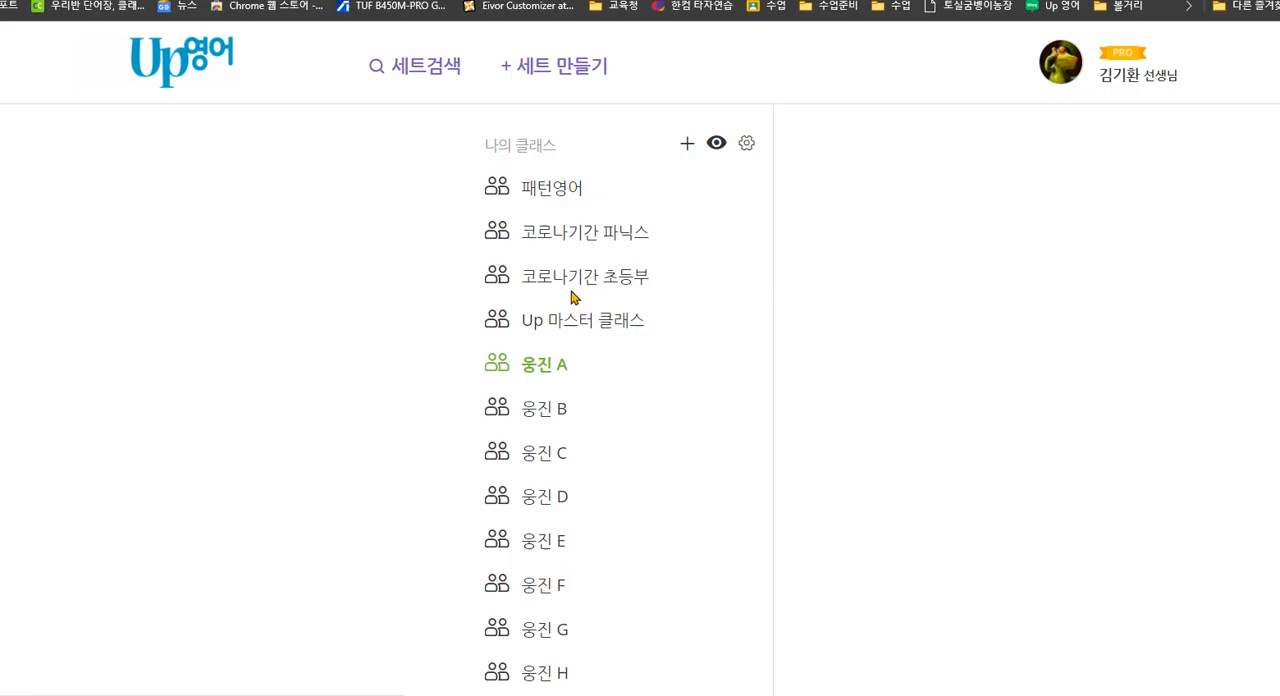 포트 우리반 단어장, 클래... 뉴스 Chrome 웹 스토어 -... TUF B450M-PRO G... Eivor Customizer at... 교육청 한컴 타자연습 수업 수업준비 수업 토실굼벵이농장 Up 영어 볼거리 다른 즐겨찾
Up영어
세트검색
+ 세트 만들기
PRO
김기환 선생님
나의 클래스
패턴영어
코로나기간 파닉스
코로나기간 초등부
Up 마스터 클래스
웅진 A
웅진 B
웅진 C
웅진 D
웅진 E
웅진 F
웅진 G
웅진 H